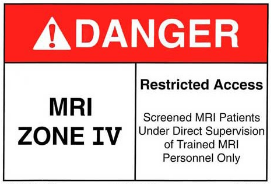 DANGER
MRI
ZONE IV
Restricted Access
Screened MRI Patients
Under Direct Supervision
of Trained MRI
Personnel Only